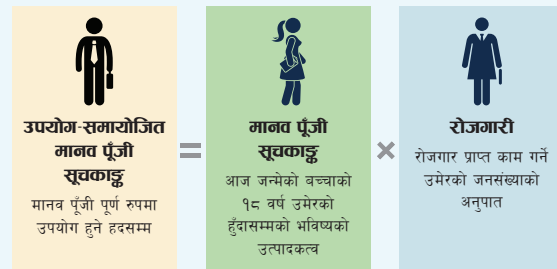 उपयोग-समायोजित
मानव पूँजी
सूचकाङ्क
मानव पूँजी पूर्ण रुपमा
उपयोग हुने हदसम्म
=
मानव पूँजी
सूचकाङ्क
आज जन्मेको बच्चाको
१८ वर्ष उमेरको
हुँदासम्मको भविष्यको
उत्पादकत्व
×
रोजगारी
रोजगार प्राप्त काम गर्ने
उमेरको जनसंख्याको
अनुपात